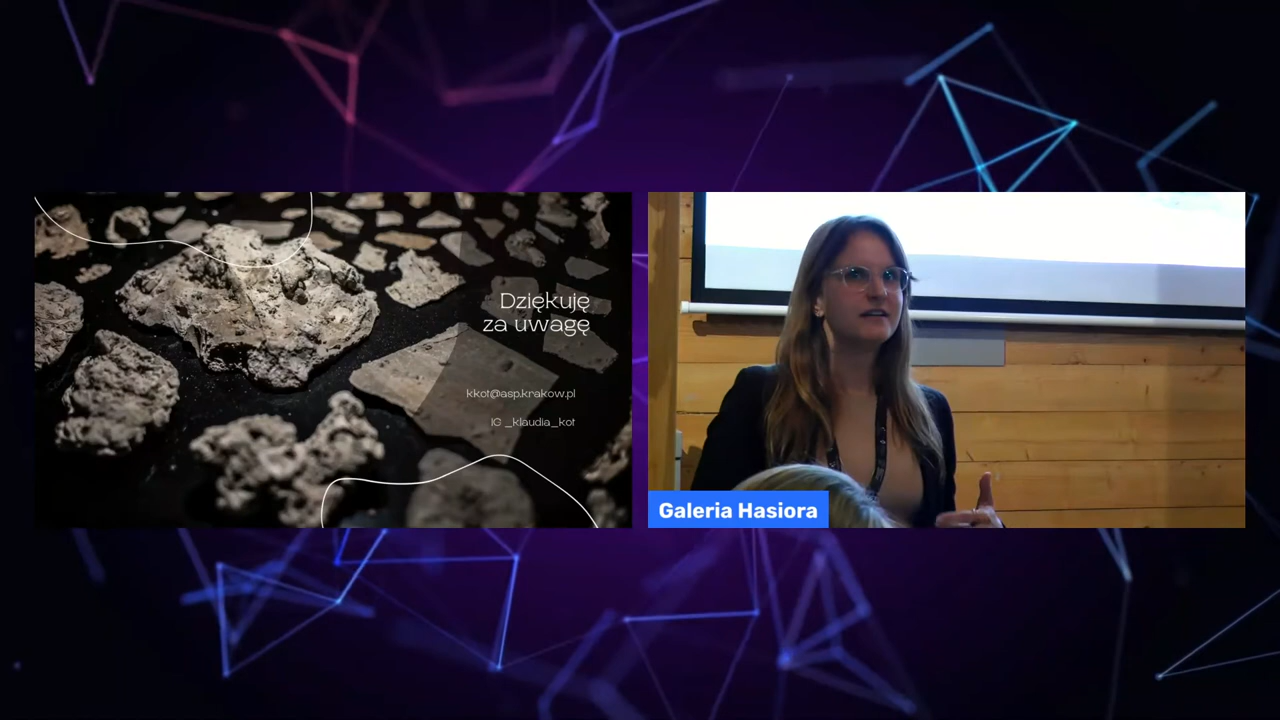 Dziękuję
za uwagę
kkot@asp.krakow.pl
IG _klaudia_kot
Galeria Hasiora